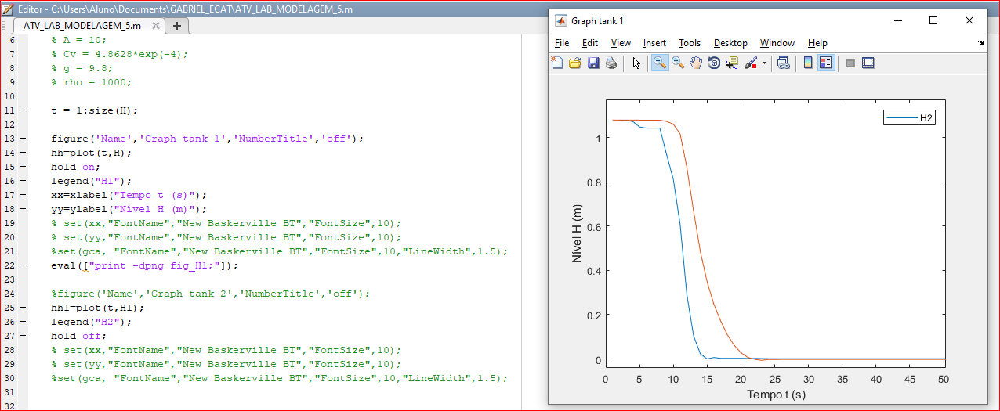 Editor - C:\Users\Aluno\Documents\GABRIEL_ECAT\ATV_LAB_MODELAGEM_5.m
ATV_LAB_MODELAGEM_5.m × +
6 % A = 10;
7 % Cv = 4.8628*exp(-4);
8 % g = 9.8;
9 % rho = 1000;
10
11 – t = 1:size(H);
12
13 – figure('Name','Graph tank 1','NumberTitle','off');
14 – hh=plot(t,H);
15 – hold on;
16 – legend("H1");
17 – xx=xlabel("Tempo t (s)");
18 – yy=ylabel("Nível H (m)");
19 % set(xx,"FontName","New Baskerville BT","FontSize",10);
20 % set(yy,"FontName","New Baskerville BT","FontSize",10);
21 %set(gca, "FontName","New Baskerville BT","FontSize",10,"LineWidth",1.5);
22 – eval(["print -dpng fig_H1;"]);
23
24 %figure('Name','Graph tank 2','NumberTitle','off');
25 – hh1=plot(t,H1);
26 – legend("H2");
27 – hold off;
28 % set(xx,"FontName","New Baskerville BT","FontSize",10);
29 % set(yy,"FontName","New Baskerville BT","FontSize",10);
30 %set(gca, "FontName","New Baskerville BT","FontSize",10,"LineWidth",1.5);
31
32
Graph tank 1
File Edit View Insert Tools Desktop Window Help
H2
1
0.8
0.6
0.4
0.2
0
Nível H (m)
0 5 10 15 20 25 30 35 40 45 50
Tempo t (s)